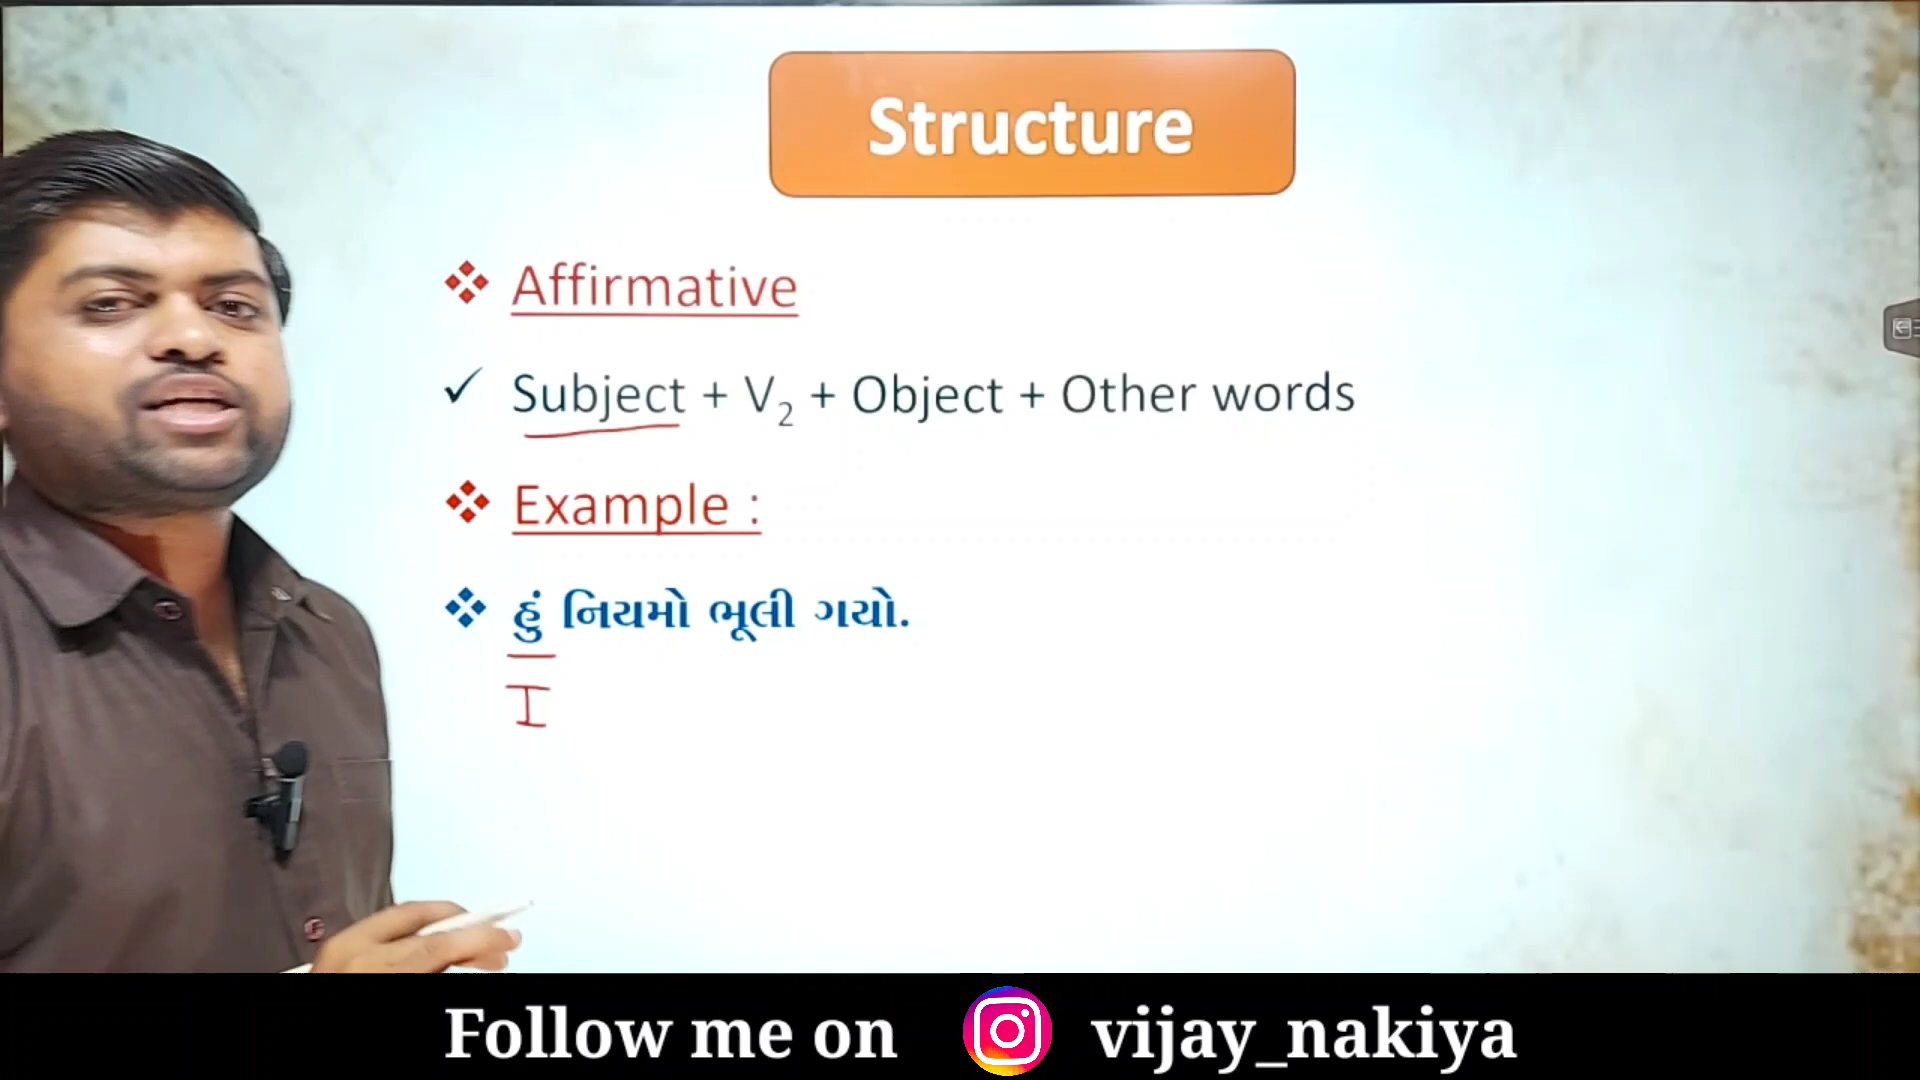 Structure
Affirmative
Subject + V₂ + Object + Other words
Example :
હું નિયમો ભૂલી ગયો.
I
Follow me on vijay_nakiya